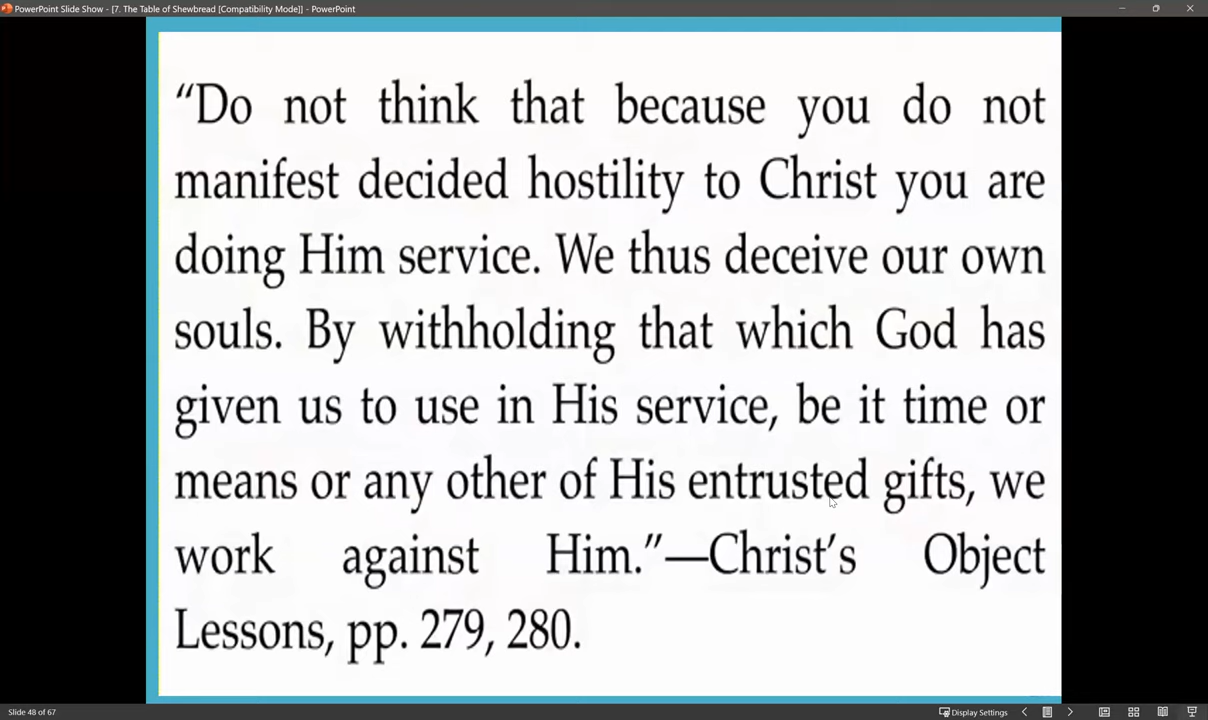 PowerPoint Slide Show - [7. The Table of Shewbread [Compatibility Mode]] - PowerPoint
“Do not think that because you do not
manifest decided hostility to Christ you are
doing Him service. We thus deceive our own
souls. By withholding that which God has
given us to use in His service, be it time or
means or any other of His entrusted gifts, we
work against Him.”—Christ’s Object
Lessons, pp. 279, 280.
Slide 48 of 67
Display Settings